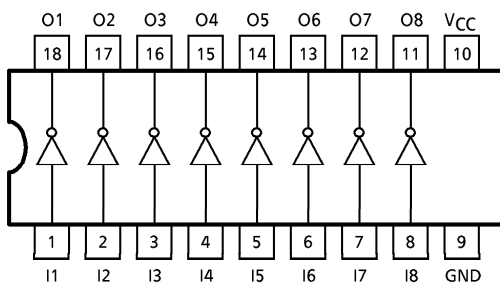 O1 O2 O3 O4 O5 O6 O7 O8 VCC
18 17 16 15 14 13 12 11 10
1 2 3 4 5 6 7 8 9
I1 I2 I3 I4 I5 I6 I7 I8 GND